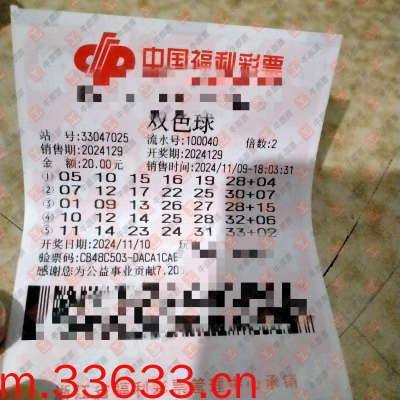 中国福利彩票
双色球
站 号:33047025 流水号:100040 倍数:2
销售期:2024129 开奖期:2024129
金 额:20.00元 销售时间:2024/11/09-18:03:31
① 05 10 15 16 19 28+04
② 07 12 17 22 25 30+07
③ 01 09 13 26 27 28+15
④ 10 12 14 25 28 32+06
⑤ 11 14 23 24 31 33+02
开奖日期:2024/11/10 玩
验票码:CB48C503-DACA1CAE
感谢您为公益事业贡献7.20
m.33633.cn